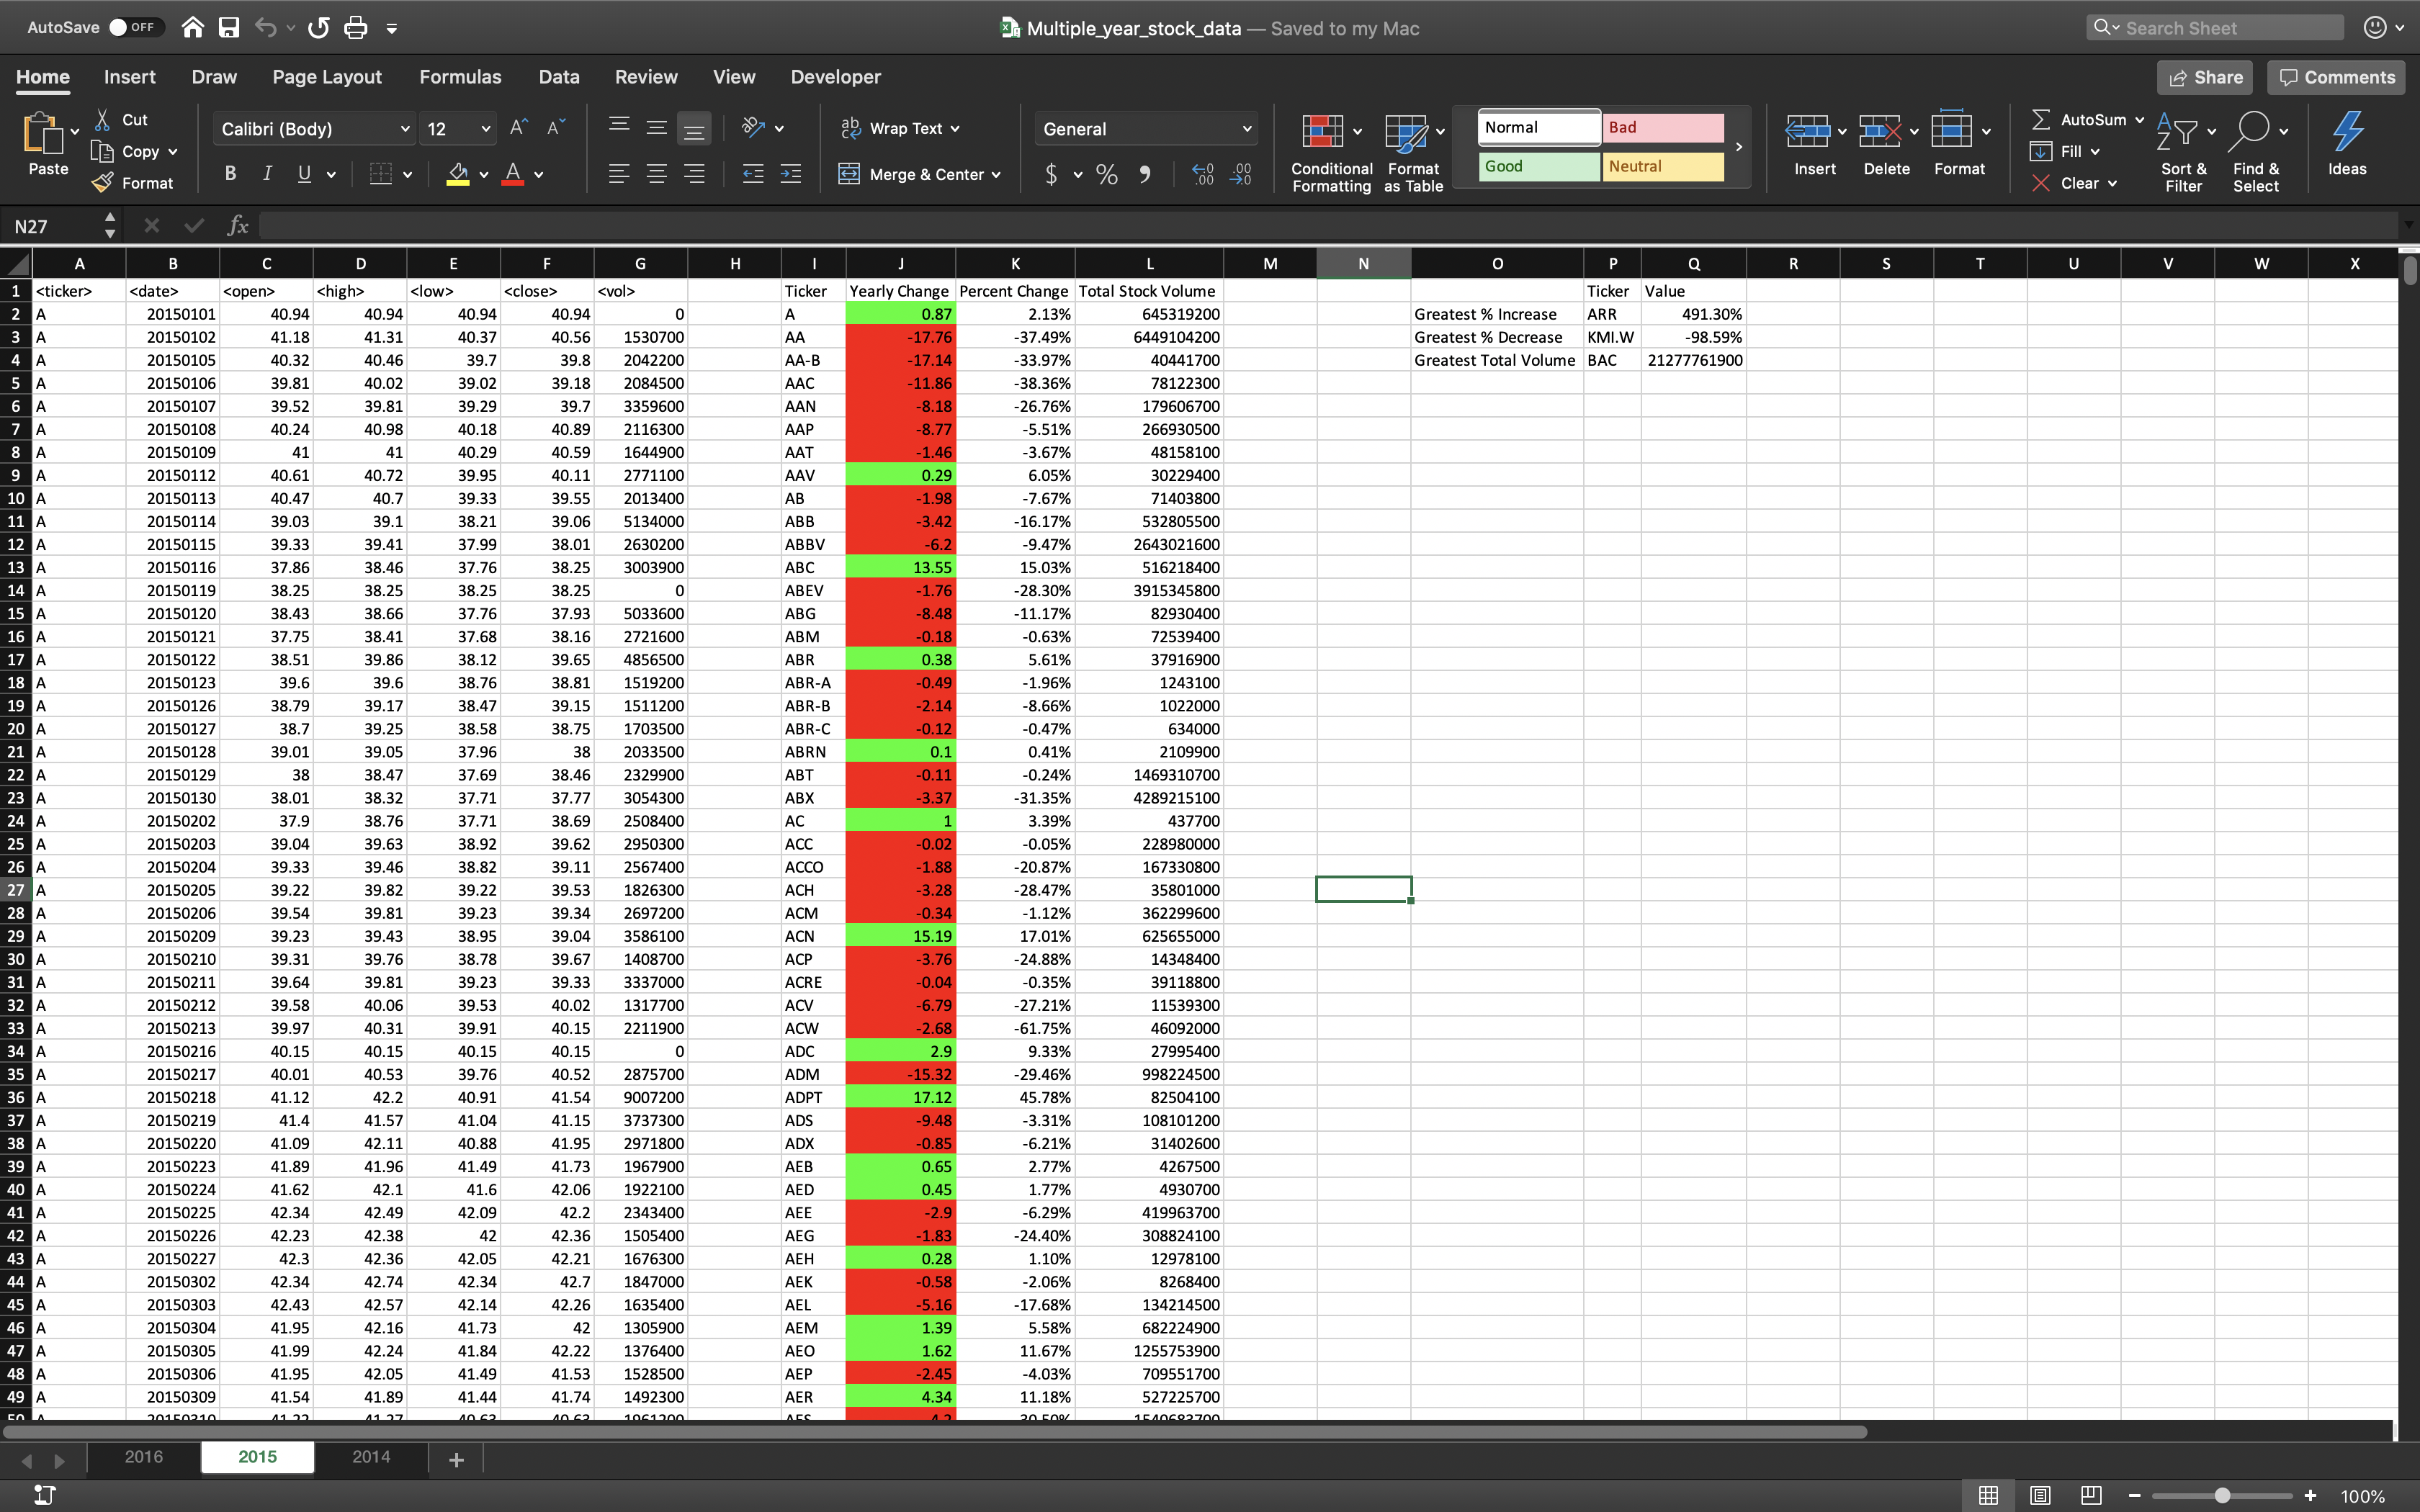 AutoSave OFF Multiple_year_stock_data — Saved to my Mac Search Sheet
Home Insert Draw Page Layout Formulas Data Review View Developer Share Comments
Paste Cut Copy Format Calibri (Body) 12 Wrap Text General Normal Bad AutoSum
B I U Merge & Center $ % Conditional Formatting Format as Table Good Neutral Insert Delete Format Fill Clear Sort & Filter Find & Select Ideas
N27 fx
A B C D E F G H I J K L M N O P Q R S T U V W X
1 <ticker> <date> <open> <high> <low> <close> <vol> Ticker Yearly Change Percent Change Total Stock Volume Ticker Value
2 A 20150101 40.94 40.94 40.94 40.94 0 A 0.87 2.13% 645319200 Greatest % Increase ARR 491.30%
3 A 20150102 41.18 41.31 40.37 40.56 1530700 AA -17.76 -37.49% 6449104200 Greatest % Decrease KMI.W -98.59%
4 A 20150105 40.32 40.46 39.7 39.8 2042200 AA-B -17.14 -33.97% 40441700 Greatest Total Volume BAC 21277761900
5 A 20150106 39.81 40.02 39.02 39.18 2084500 AAC -11.86 -38.36% 78122300
6 A 20150107 39.52 39.81 39.29 39.7 3359600 AAN -8.18 -26.76% 179606700
7 A 20150108 40.24 40.98 40.18 40.89 2116300 AAP -8.77 -5.51% 266930500
8 A 20150109 41 41 40.29 40.59 1644900 AAT -1.46 -3.67% 48158100
9 A 20150112 40.61 40.72 39.95 40.11 2771100 AAV 0.29 6.05% 30229400
10 A 20150113 40.47 40.7 39.33 39.55 2013400 AB -1.98 -7.67% 71403800
11 A 20150114 39.03 39.1 38.21 39.06 5134000 ABB -3.42 -16.17% 532805500
12 A 20150115 39.33 39.41 37.99 38.01 2630200 ABBV -6.2 -9.47% 2643021600
13 A 20150116 37.86 38.46 37.76 38.25 3003900 ABC 13.55 15.03% 516218400
14 A 20150119 38.25 38.25 38.25 38.25 0 ABEV -1.76 -28.30% 3915345800
15 A 20150120 38.43 38.66 37.76 37.93 5033600 ABG -8.48 -11.17% 82930400
16 A 20150121 37.75 38.41 37.68 38.16 2721600 ABM -0.18 -0.63% 72539400
17 A 20150122 38.51 39.86 38.12 39.65 4856500 ABR 0.38 5.61% 37916900
18 A 20150123 39.6 39.6 38.76 38.81 1519200 ABR-A -0.49 -1.96% 1243100
19 A 20150126 38.79 39.17 38.47 39.15 1511200 ABR-B -2.14 -8.66% 1022000
20 A 20150127 38.7 39.25 38.58 38.75 1703500 ABR-C -0.12 -0.47% 634000
21 A 20150128 39.01 39.05 37.96 38 2033500 ABRN 0.1 0.41% 2109900
22 A 20150129 38 38.47 37.69 38.46 2329900 ABT -0.11 -0.24% 1469310700
23 A 20150130 38.01 38.32 37.71 37.77 3054300 ABX -3.37 -31.35% 4289215100
24 A 20150202 37.9 38.76 37.71 38.69 2508400 AC 1 3.39% 437700
25 A 20150203 39.04 39.63 38.92 39.62 2950300 ACC -0.02 -0.05% 228980000
26 A 20150204 39.33 39.46 38.82 39.11 2567400 ACCO -1.88 -20.87% 167330800
27 A 20150205 39.22 39.82 39.22 39.53 1826300 ACH -3.28 -28.47% 35801000
28 A 20150206 39.54 39.81 39.23 39.34 2697200 ACM -0.34 -1.12% 362299600
29 A 20150209 39.23 39.43 38.95 39.04 3586100 ACN 15.19 17.01% 625655000
30 A 20150210 39.31 39.76 38.78 39.67 1408700 ACP -3.76 -24.88% 14348400
31 A 20150211 39.64 39.81 39.23 39.33 3337000 ACRE -0.04 -0.35% 39118800
32 A 20150212 39.58 40.06 39.53 40.02 1317700 ACV -6.79 -27.21% 11539300
33 A 20150213 39.97 40.31 39.91 40.15 2211900 ACW -2.68 -61.75% 46092000
34 A 20150216 40.15 40.15 40.15 40.15 0 ADC 2.9 9.33% 27995400
35 A 20150217 40.01 40.53 39.76 40.52 2875700 ADM -15.32 -29.46% 998224500
36 A 20150218 41.12 42.2 40.91 41.54 9007200 ADPT 17.12 45.78% 82504100
37 A 20150219 41.4 41.57 41.04 41.15 3737300 ADS -9.48 -3.31% 108101200
38 A 20150220 41.09 42.11 40.88 41.95 2971800 ADX -0.85 -6.21% 31402600
39 A 20150223 41.89 41.96 41.49 41.73 1967900 AEB 0.65 2.77% 4267500
40 A 20150224 41.62 42.1 41.6 42.06 1922100 AED 0.45 1.77% 4930700
41 A 20150225 42.34 42.49 42.09 42.2 2343400 AEE -2.9 -6.29% 419963700
42 A 20150226 42.23 42.38 42 42.36 1505400 AEG -1.83 -24.40% 308824100
43 A 20150227 42.3 42.36 42.05 42.21 1676300 AEH 0.28 1.10% 12978100
44 A 20150302 42.34 42.74 42.34 42.7 1847000 AEK -0.58 -2.06% 8268400
45 A 20150303 42.43 42.57 42.14 42.26 1635400 AEL -5.16 -17.68% 134214500
46 A 20150304 41.95 42.16 41.73 42 1305900 AEM 1.39 5.58% 682224900
47 A 20150305 41.99 42.24 41.84 42.22 1376400 AEO 1.62 11.67% 1255753900
48 A 20150306 41.95 42.05 41.49 41.53 1528500 AEP -2.45 -4.03% 709551700
49 A 20150309 41.54 41.89 41.44 41.74 1492300 AER 4.34 11.18% 527225700
2016 2015 2014 +
100%